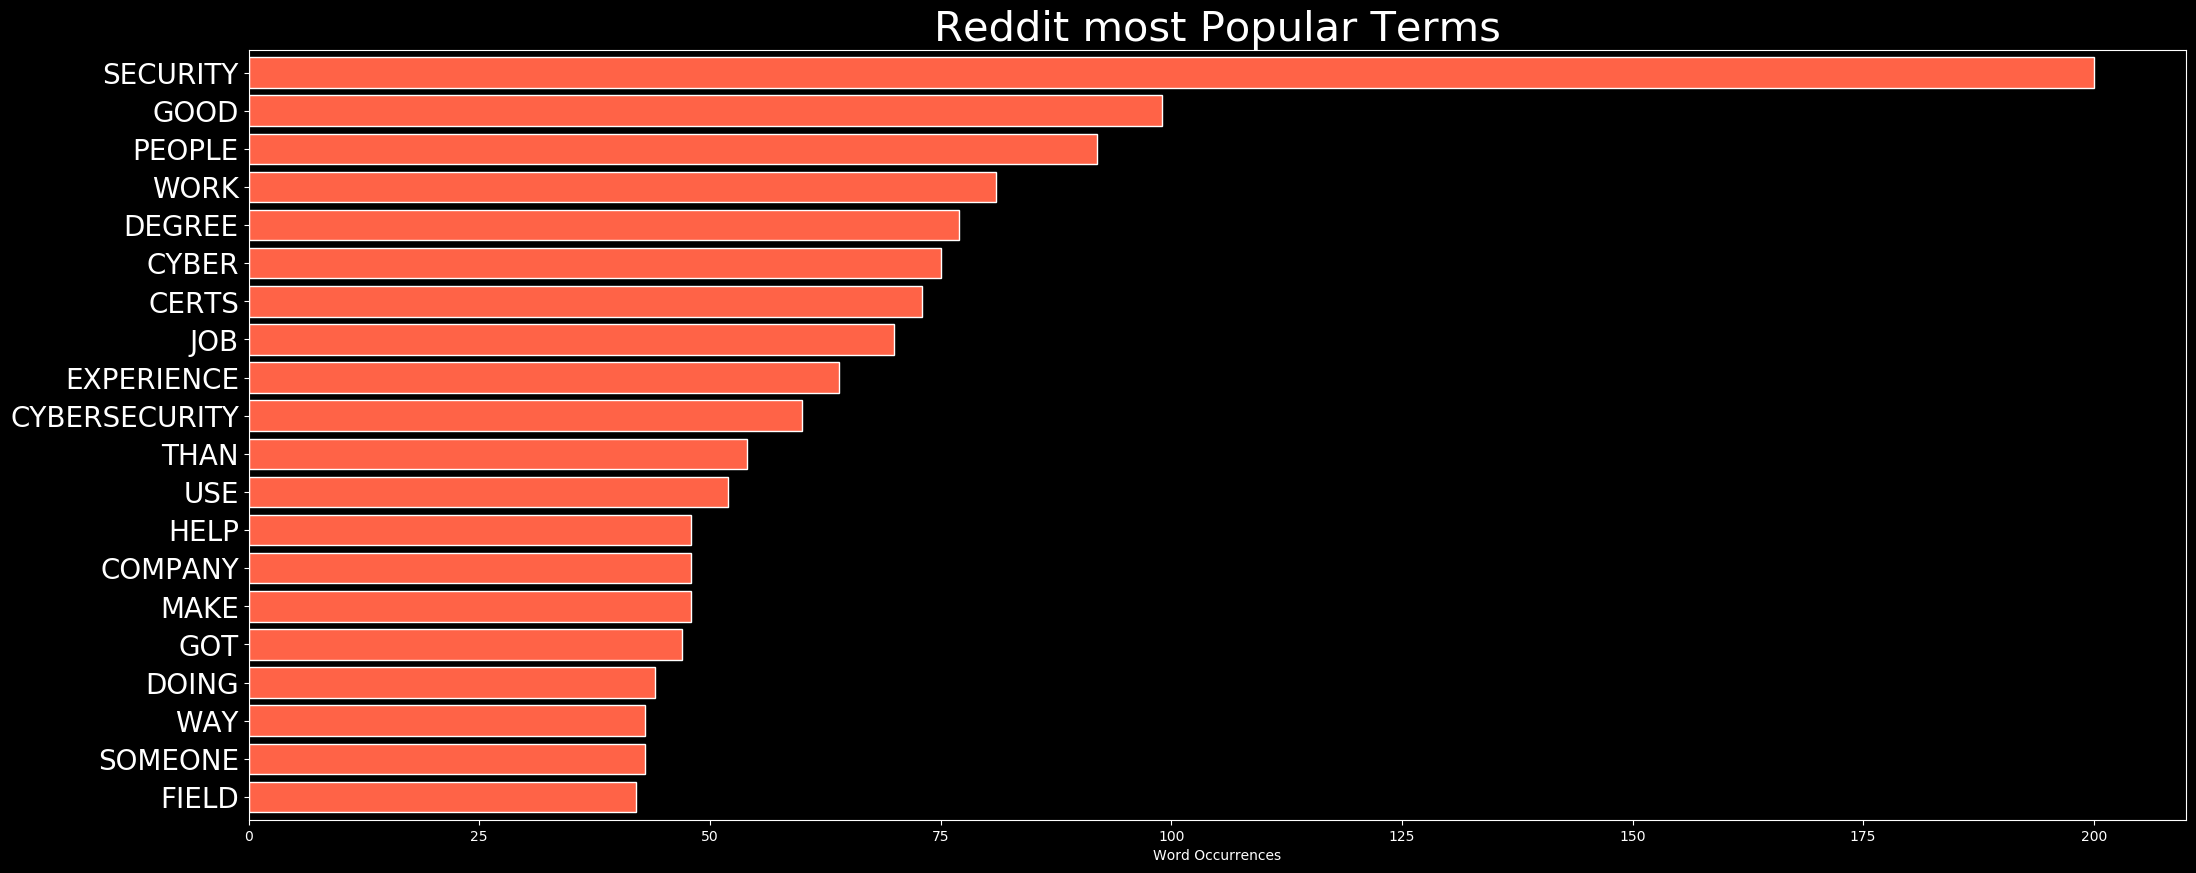 Reddit most Popular Terms
SECURITY
GOOD
PEOPLE
WORK
DEGREE
CYBER
CERTS
JOB
EXPERIENCE
CYBERSECURITY
THAN
USE
HELP
COMPANY
MAKE
GOT
DOING
WAY
SOMEONE
FIELD
0 25 50 75 100 125 150 175 200
Word Occurrences